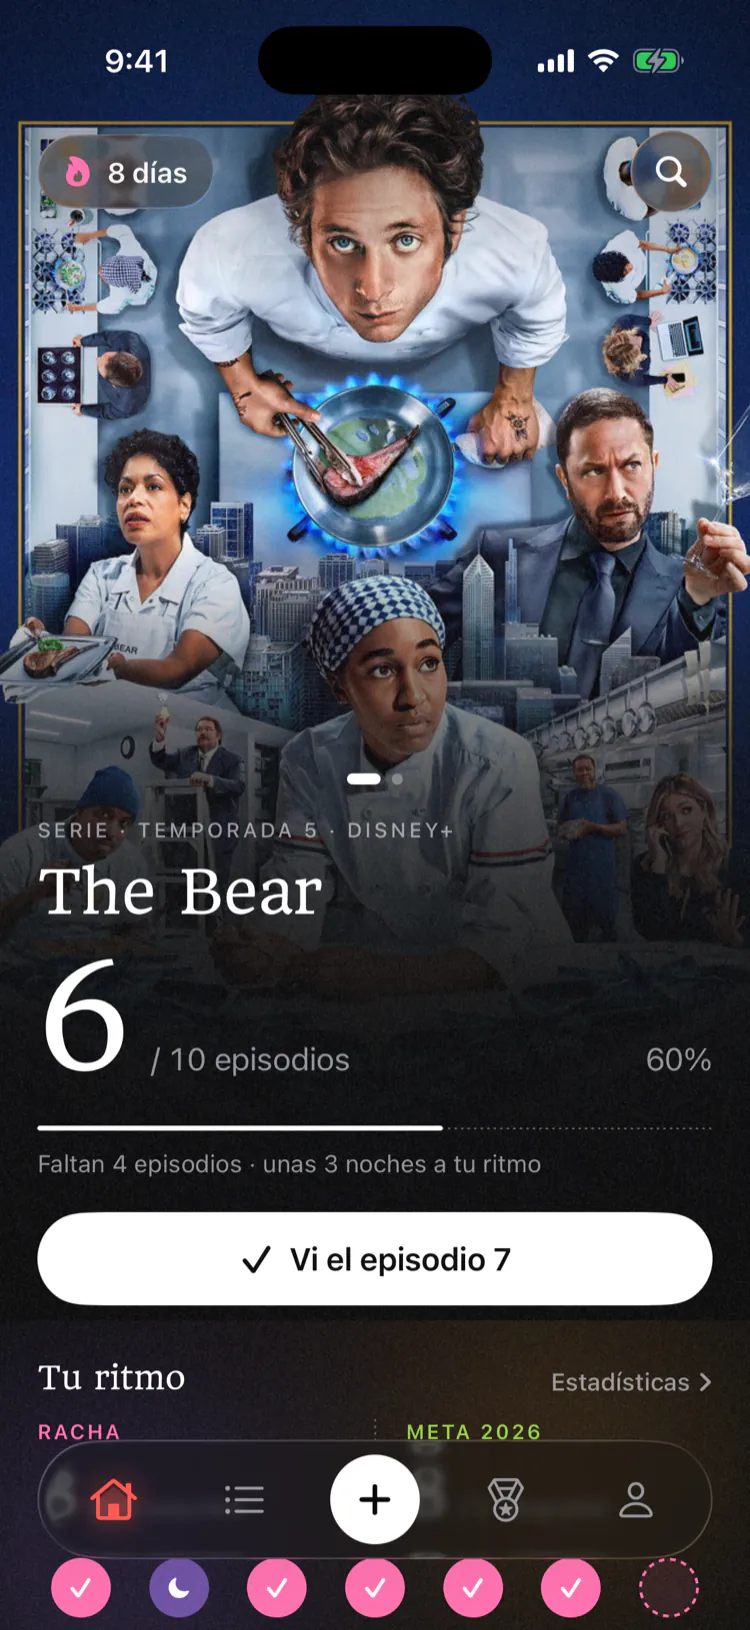 9:41
8 días
BEAR
SERIE · TEMPORADA 5 · DISNEY+
The Bear
6 / 10 episodios
60%
Faltan 4 episodios · unas 3 noches a tu ritmo
Vi el episodio 7
Tu ritmo
Estadísticas
RACHA
META 2026